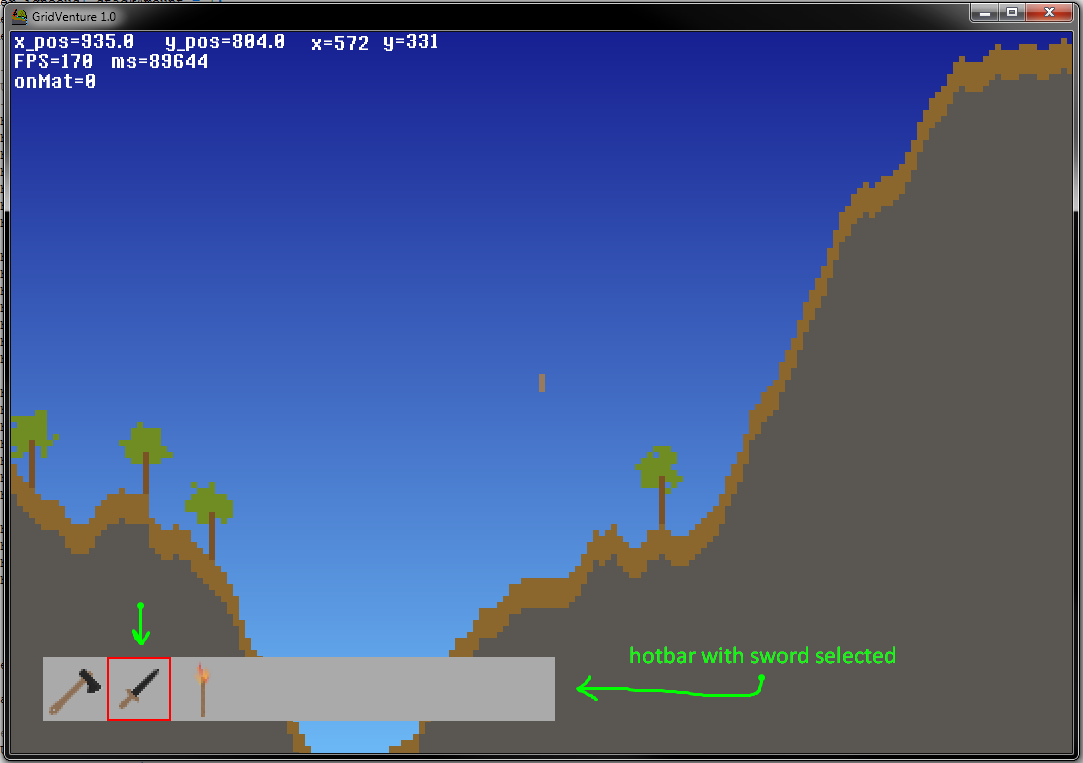 GridVenture 1.0
x_pos=935.0 y_pos=804.0 x=572 y=331
FPS=170 ms=89644
onMat=0
hotbar with sword selected